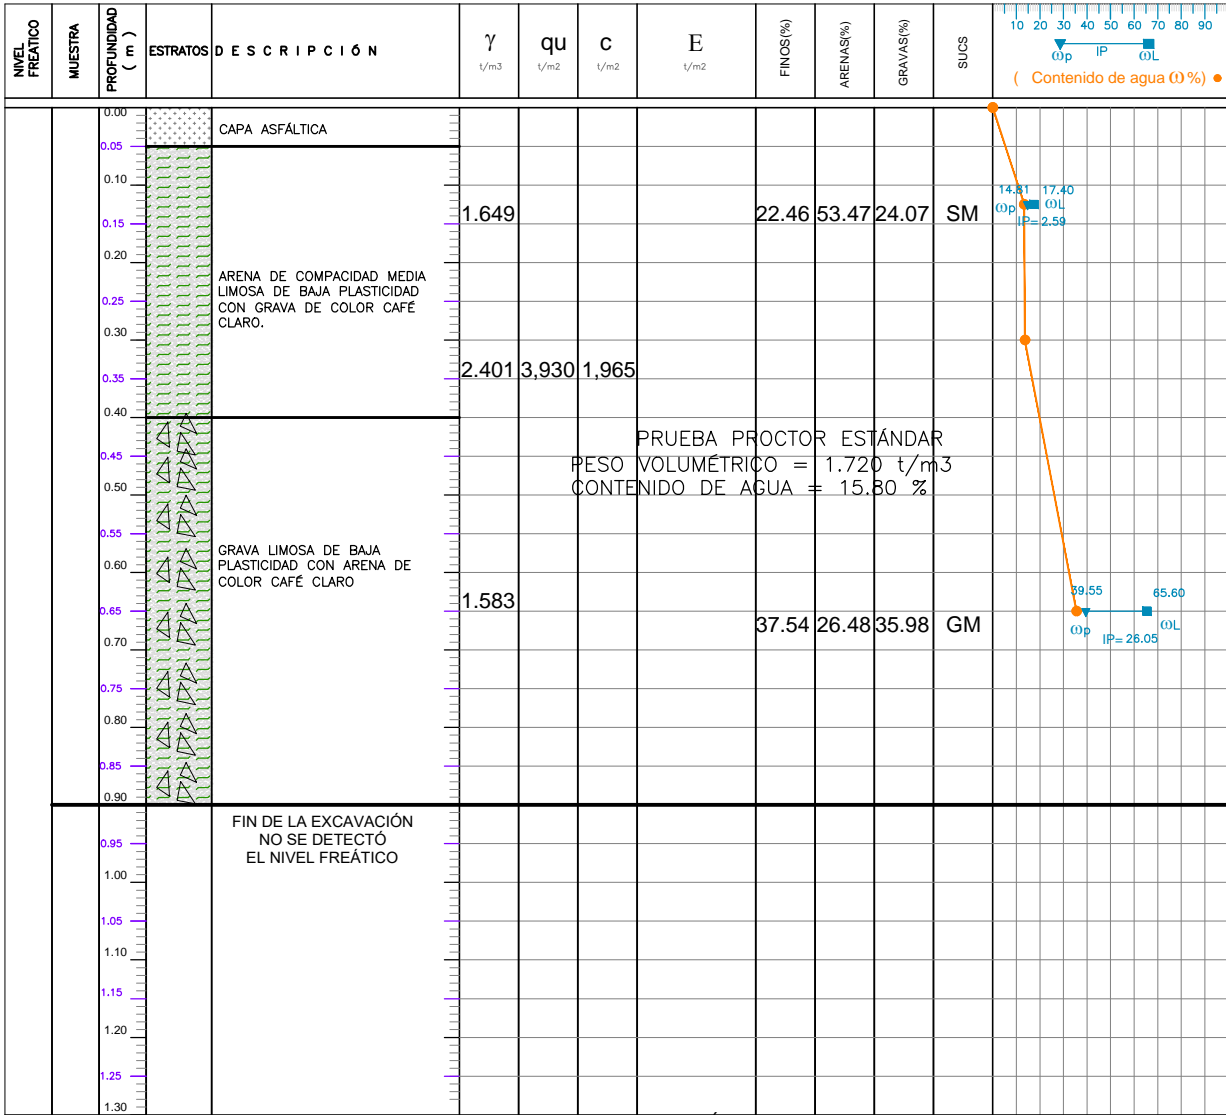 NIVEL FREATICO
MUESTRA
PROFUNDIDAD ( m )
ESTRATOS
DESCRIPCIÓN
γ
t/m3
qu
t/m2
c
t/m2
E
t/m2
FINOS(%)
ARENAS(%)
GRAVAS(%)
SUCS
10 20 30 40 50 60 70 80 90
ωp IP ωL
( Contenido de agua ω %)
0.00
CAPA ASFÁLTICA
0.05
0.10
14.81 17.40
ωp ωL
1.649 22.46 53.47 24.07 SM
IP= 2.59
0.15
0.20
ARENA DE COMPACIDAD MEDIA
LIMOSA DE BAJA PLASTICIDAD
CON GRAVA DE COLOR CAFÉ
CLARO.
0.25
0.30
2.401 3,930 1,965
0.35
0.40
PRUEBA PROCTOR ESTÁNDAR
PESO VOLUMÉTRICO = 1.720 t/m3
CONTENIDO DE AGUA = 15.80 %
0.45
0.50
0.55
GRAVA LIMOSA DE BAJA
PLASTICIDAD CON ARENA DE
COLOR CAFÉ CLARO
0.60
39.55 65.60
1.583
0.65
37.54 26.48 35.98 GM
ωp ωL
IP= 26.05
0.70
0.75
0.80
0.85
0.90
FIN DE LA EXCAVACIÓN
NO SE DETECTÓ
EL NIVEL FREÁTICO
0.95
1.00
1.05
1.10
1.15
1.20
1.25
1.30